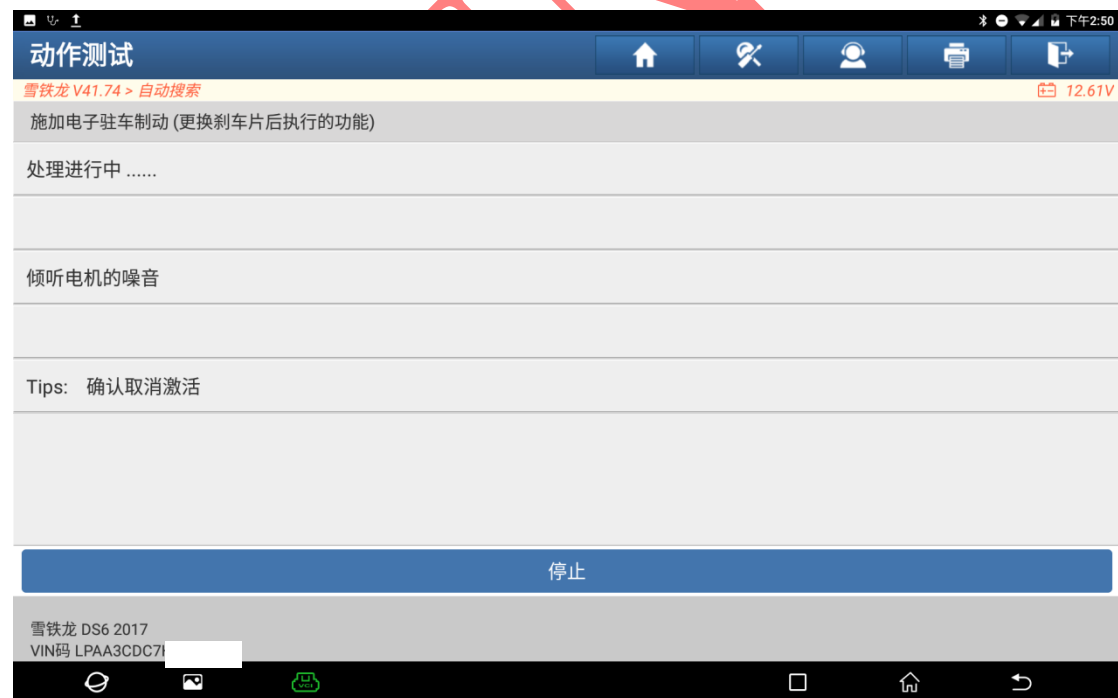 下午2:50
动作测试
雪铁龙 V41.74 > 自动搜索
12.61V
施加电子驻车制动 (更换刹车片后执行的功能)
处理进行中 ......
倾听电机的噪音
Tips: 确认取消激活
停止
雪铁龙 DS6 2017
VIN码 LPAA3CDC7
VCI